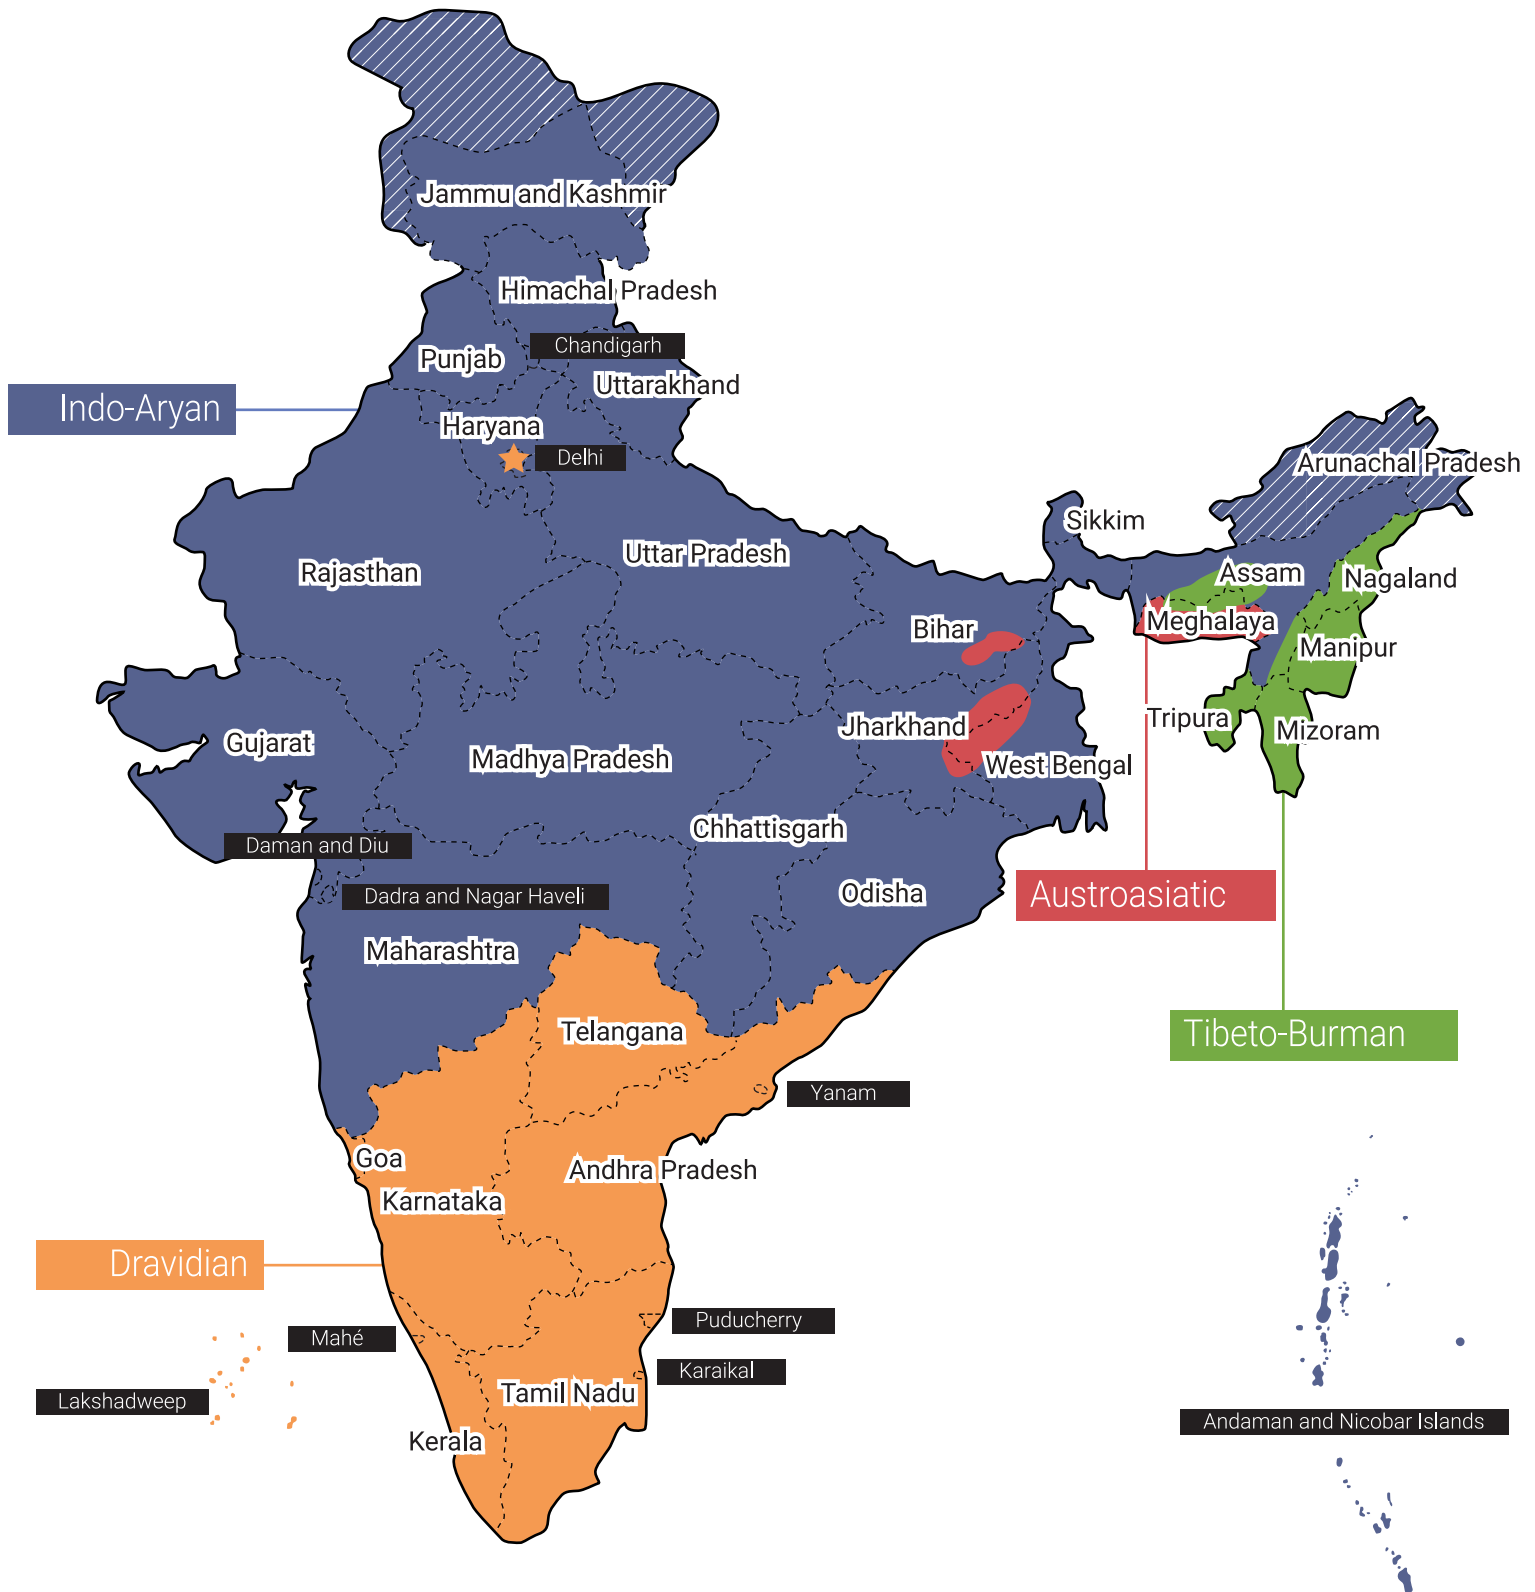 Jammu and Kashmir
Himachal Pradesh
Chandigarh
Punjab
Uttarakhand
Indo-Aryan
Haryana
Delhi
Arunachal Pradesh
Sikkim
Uttar Pradesh
Rajasthan
Assam
Nagaland
Meghalaya
Bihar
Manipur
Tripura
Jharkhand
Mizoram
Gujarat
Madhya Pradesh
West Bengal
Chhattisgarh
Daman and Diu
Dadra and Nagar Haveli
Odisha
Austroasiatic
Maharashtra
Telangana
Tibeto-Burman
Yanam
Goa
Andhra Pradesh
Karnataka
Dravidian
Puducherry
Mahé
Karaikal
Tamil Nadu
Lakshadweep
Andaman and Nicobar Islands
Kerala